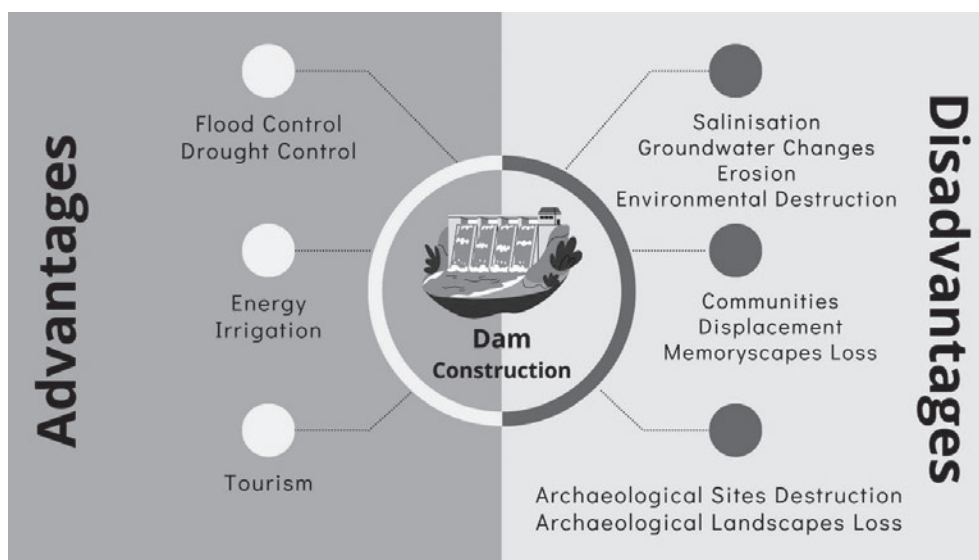 Advantages
Flood Control
Drought Control
Energy
Irrigation
Tourism
Dam
Construction
Salinisation
Groundwater Changes
Erosion
Environmental Destruction
Communities
Displacement
Memoryscapes Loss
Archaeological Sites Destruction
Archaeological Landscapes Loss
Disadvantages